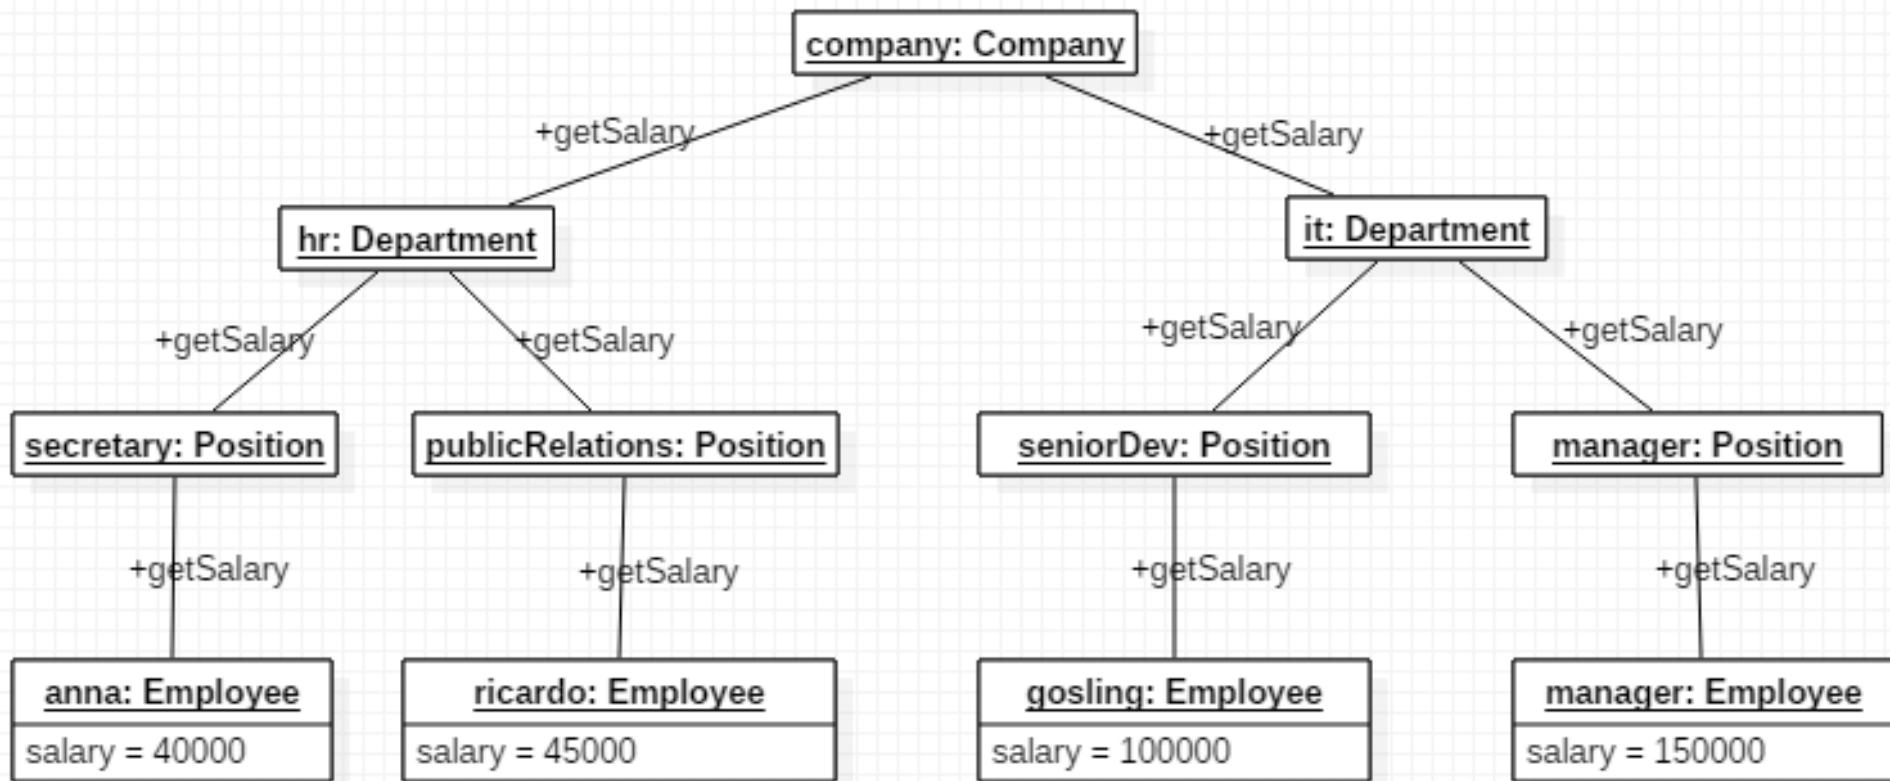 company: Company
+getSalary
+getSalary
hr: Department
it: Department
+getSalary
+getSalary
+getSalary
+getSalary
secretary: Position
publicRelations: Position
seniorDev: Position
manager: Position
+getSalary
+getSalary
+getSalary
+getSalary
anna: Employee
ricardo: Employee
gosling: Employee
manager: Employee
salary = 40000
salary = 45000
salary = 100000
salary = 150000